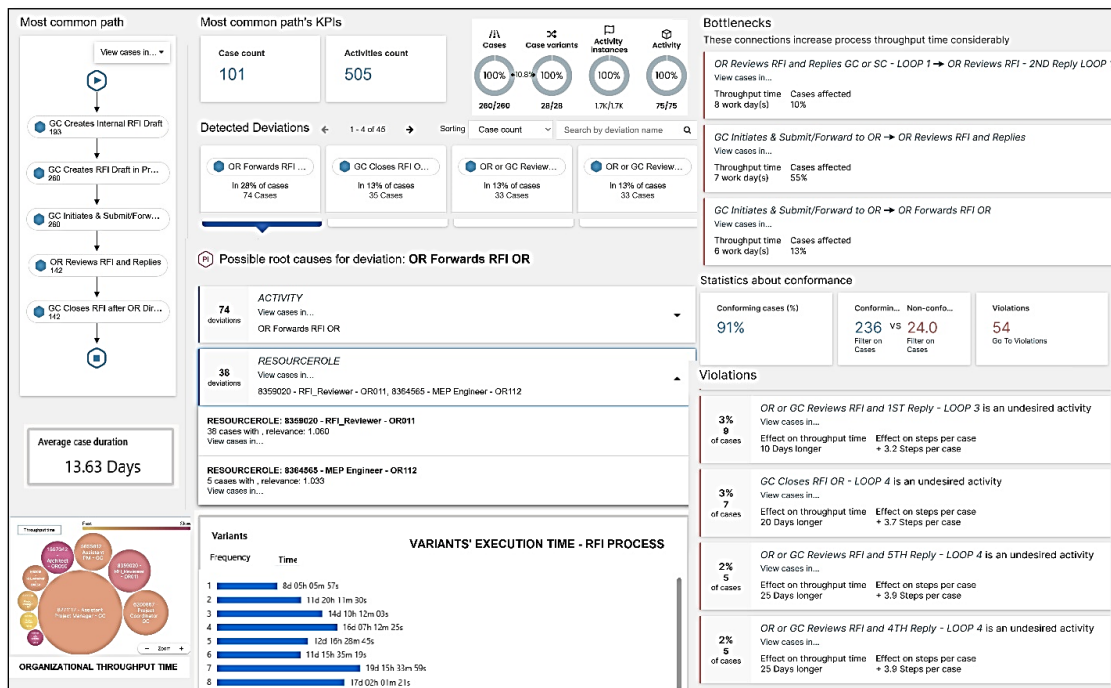 Most common path
View cases in...
GC Creates Internal RFI Draft
193
GC Creates RFI Draft in Pr...
260
GC Initiates & Submit/Forw...
260
OR Reviews RFI and Replies
142
GC Closes RFI after OR Dir...
142
Average case duration
13.63 Days
Throughput time
Fast
Assistant
PM - GC
Architect - OR050
8359020 -
RFI_Reviewer
- OR011
Assistant
Project Manager - GC
Project
Coordinator
GC
- Zoom +
ORGANIZATIONAL THROUGHPUT TIME
Most common path's KPIs
Case count
101
Activities count
505
Cases
100%
260/260
10.8%
Case variants
100%
28/28
Activity
instances
100%
1.7K/1.7K
Activity
100%
75/75
Detected Deviations
1 - 4 of 45
Sorting
Case count
Search by deviation name
OR Forwards RFI ...
In 28% of cases
74 Cases
GC Closes RFI O...
In 13% of cases
35 Cases
OR or GC Review...
In 13% of cases
33 Cases
OR or GC Review...
In 13% of cases
33 Cases
PI Possible root causes for deviation: OR Forwards RFI OR
74
deviations
ACTIVITY
View cases in...
OR Forwards RFI OR
38
deviations
RESOURCEROLE
View cases in...
8359020 - RFI_Reviewer - OR011, 8364565 - MEP Engineer - OR112
RESOURCEROLE: 8359020 - RFI_Reviewer - OR011
38 cases with , relevance: 1.060
View cases in...
RESOURCEROLE: 8364565 - MEP Engineer - OR112
5 cases with , relevance: 1.033
View cases in...
Variants
VARIANTS' EXECUTION TIME - RFI PROCESS
Frequency Time
1 8d 05h 05m 57s
2 11d 20h 11m 30s
3 14d 10h 12m 03s
4 16d 07h 12m 25s
5 12d 16h 28m 45s
6 11d 15h 35m 19s
7 19d 15h 33m 59s
8 17d 02h 01m 21s
Bottlenecks
These connections increase process throughput time considerably
OR Reviews RFI and Replies GC or SC - LOOP 1 → OR Reviews RFI - 2ND Reply LOOP
View cases in...
Throughput time Cases affected
8 work day(s) 10%
GC Initiates & Submit/Forward to OR → OR Reviews RFI and Replies
View cases in...
Throughput time Cases affected
7 work day(s) 55%
GC Initiates & Submit/Forward to OR → OR Forwards RFI OR
View cases in...
Throughput time Cases affected
6 work day(s) 13%
Statistics about conformance
Conforming cases (%)
91%
Conformin... Non-confo...
236 VS 24.0
Filter on Cases
Filter on Cases
Violations
54
Go To Violations
Violations
3%
9
of cases
OR or GC Reviews RFI and 1ST Reply - LOOP 3 is an undesired activity
View cases in...
Effect on throughput time Effect on steps per case
10 Days longer + 3.2 Steps per case
3%
7
of cases
GC Closes RFI OR - LOOP 4 is an undesired activity
View cases in...
Effect on throughput time Effect on steps per case
20 Days longer + 3.7 Steps per case
2%
5
of cases
OR or GC Reviews RFI and 5TH Reply - LOOP 4 is an undesired activity
View cases in...
Effect on throughput time Effect on steps per case
25 Days longer + 3.9 Steps per case
2%
5
of cases
OR or GC Reviews RFI and 4TH Reply - LOOP 4 is an undesired activity
View cases in...
Effect on throughput time Effect on steps per case
25 Days longer + 3.9 Steps per case